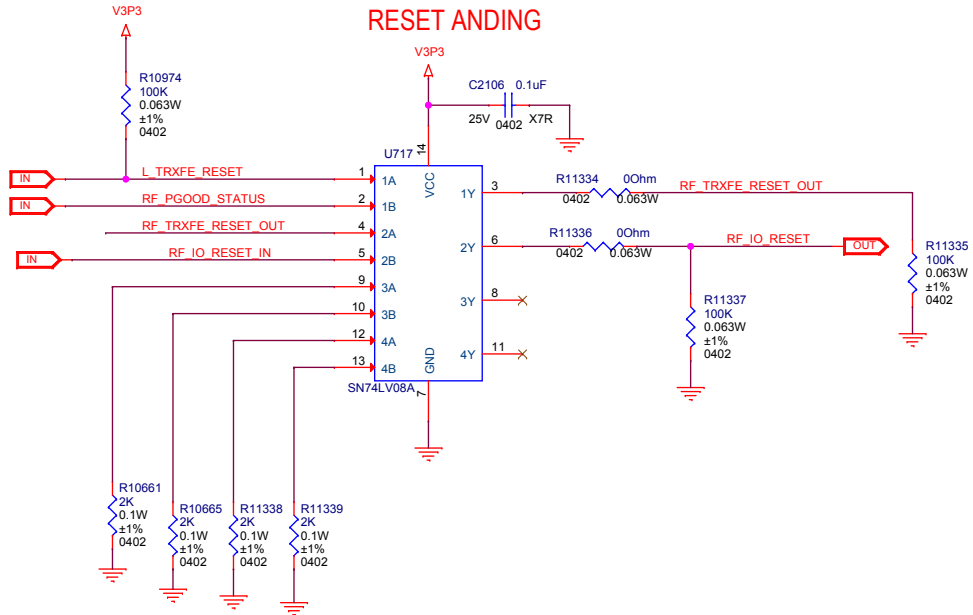 RESET ANDING
V3P3
V3P3
R10974
100K
0.063W
±1%
0402
C2106 0.1uF
25V 0402 X7R
U717
14
VCC
IN L_TRXFE_RESET 1 1A
IN RF_PGOOD_STATUS 2 1B
RF_TRXFE_RESET_OUT 4 2A
IN RF_IO_RESET_IN 5 2B
9 3A
10 3B
12 4A
13 4B
1Y 3 R11334 0Ohm RF_TRXFE_RESET_OUT
0402 0.063W
2Y 6 R11336 0Ohm RF_IO_RESET OUT
0402 0.063W
3Y 8
4Y 11
GND
7
SN74LV08A
R11335
100K
0.063W
±1%
0402
R11337
100K
0.063W
±1%
0402
R10661
2K
0.1W
±1%
0402
R10665
2K
0.1W
±1%
0402
R11338
2K
0.1W
±1%
0402
R11339
2K
0.1W
±1%
0402